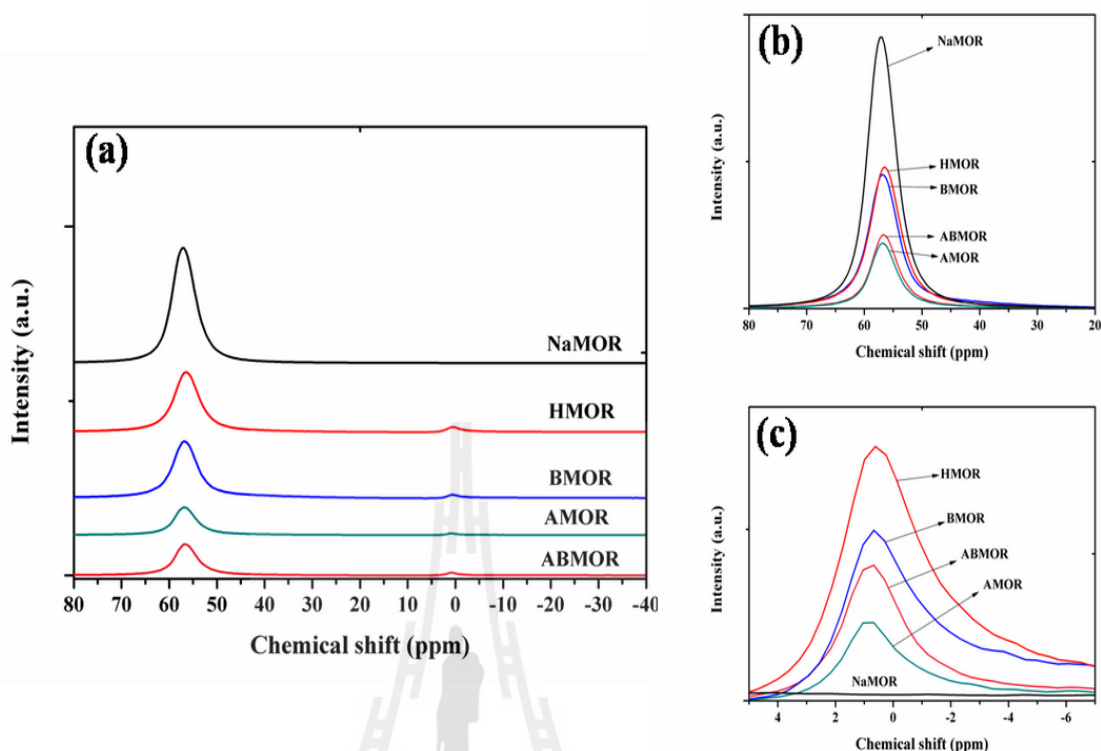 (a)
NaMOR
HMOR
BMOR
AMOR
ABMOR
Intensity (a.u.)
80 70 60 50 40 30 20 10 0 -10 -20 -30 -40
Chemical shift (ppm)
(b)
NaMOR
HMOR
BMOR
ABMOR
AMOR
Intensity (a.u.)
80 70 60 50 40 30 20
Chemical shift (ppm)
(c)
HMOR
BMOR
ABMOR
AMOR
NaMOR
Intensity (a.u.)
4 2 0 -2 -4 -6
Chemical shift (ppm)